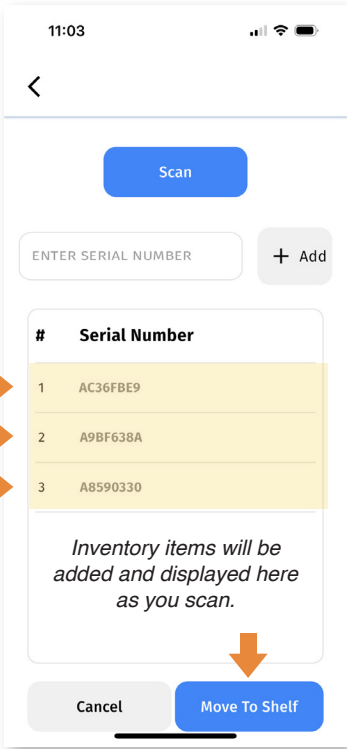 11:03
Scan
ENTER SERIAL NUMBER + Add
# Serial Number
1 AC36FBE9
2 A9BF638A
3 A8590330
Inventory items will be
added and displayed here
as you scan.
Cancel Move To Shelf